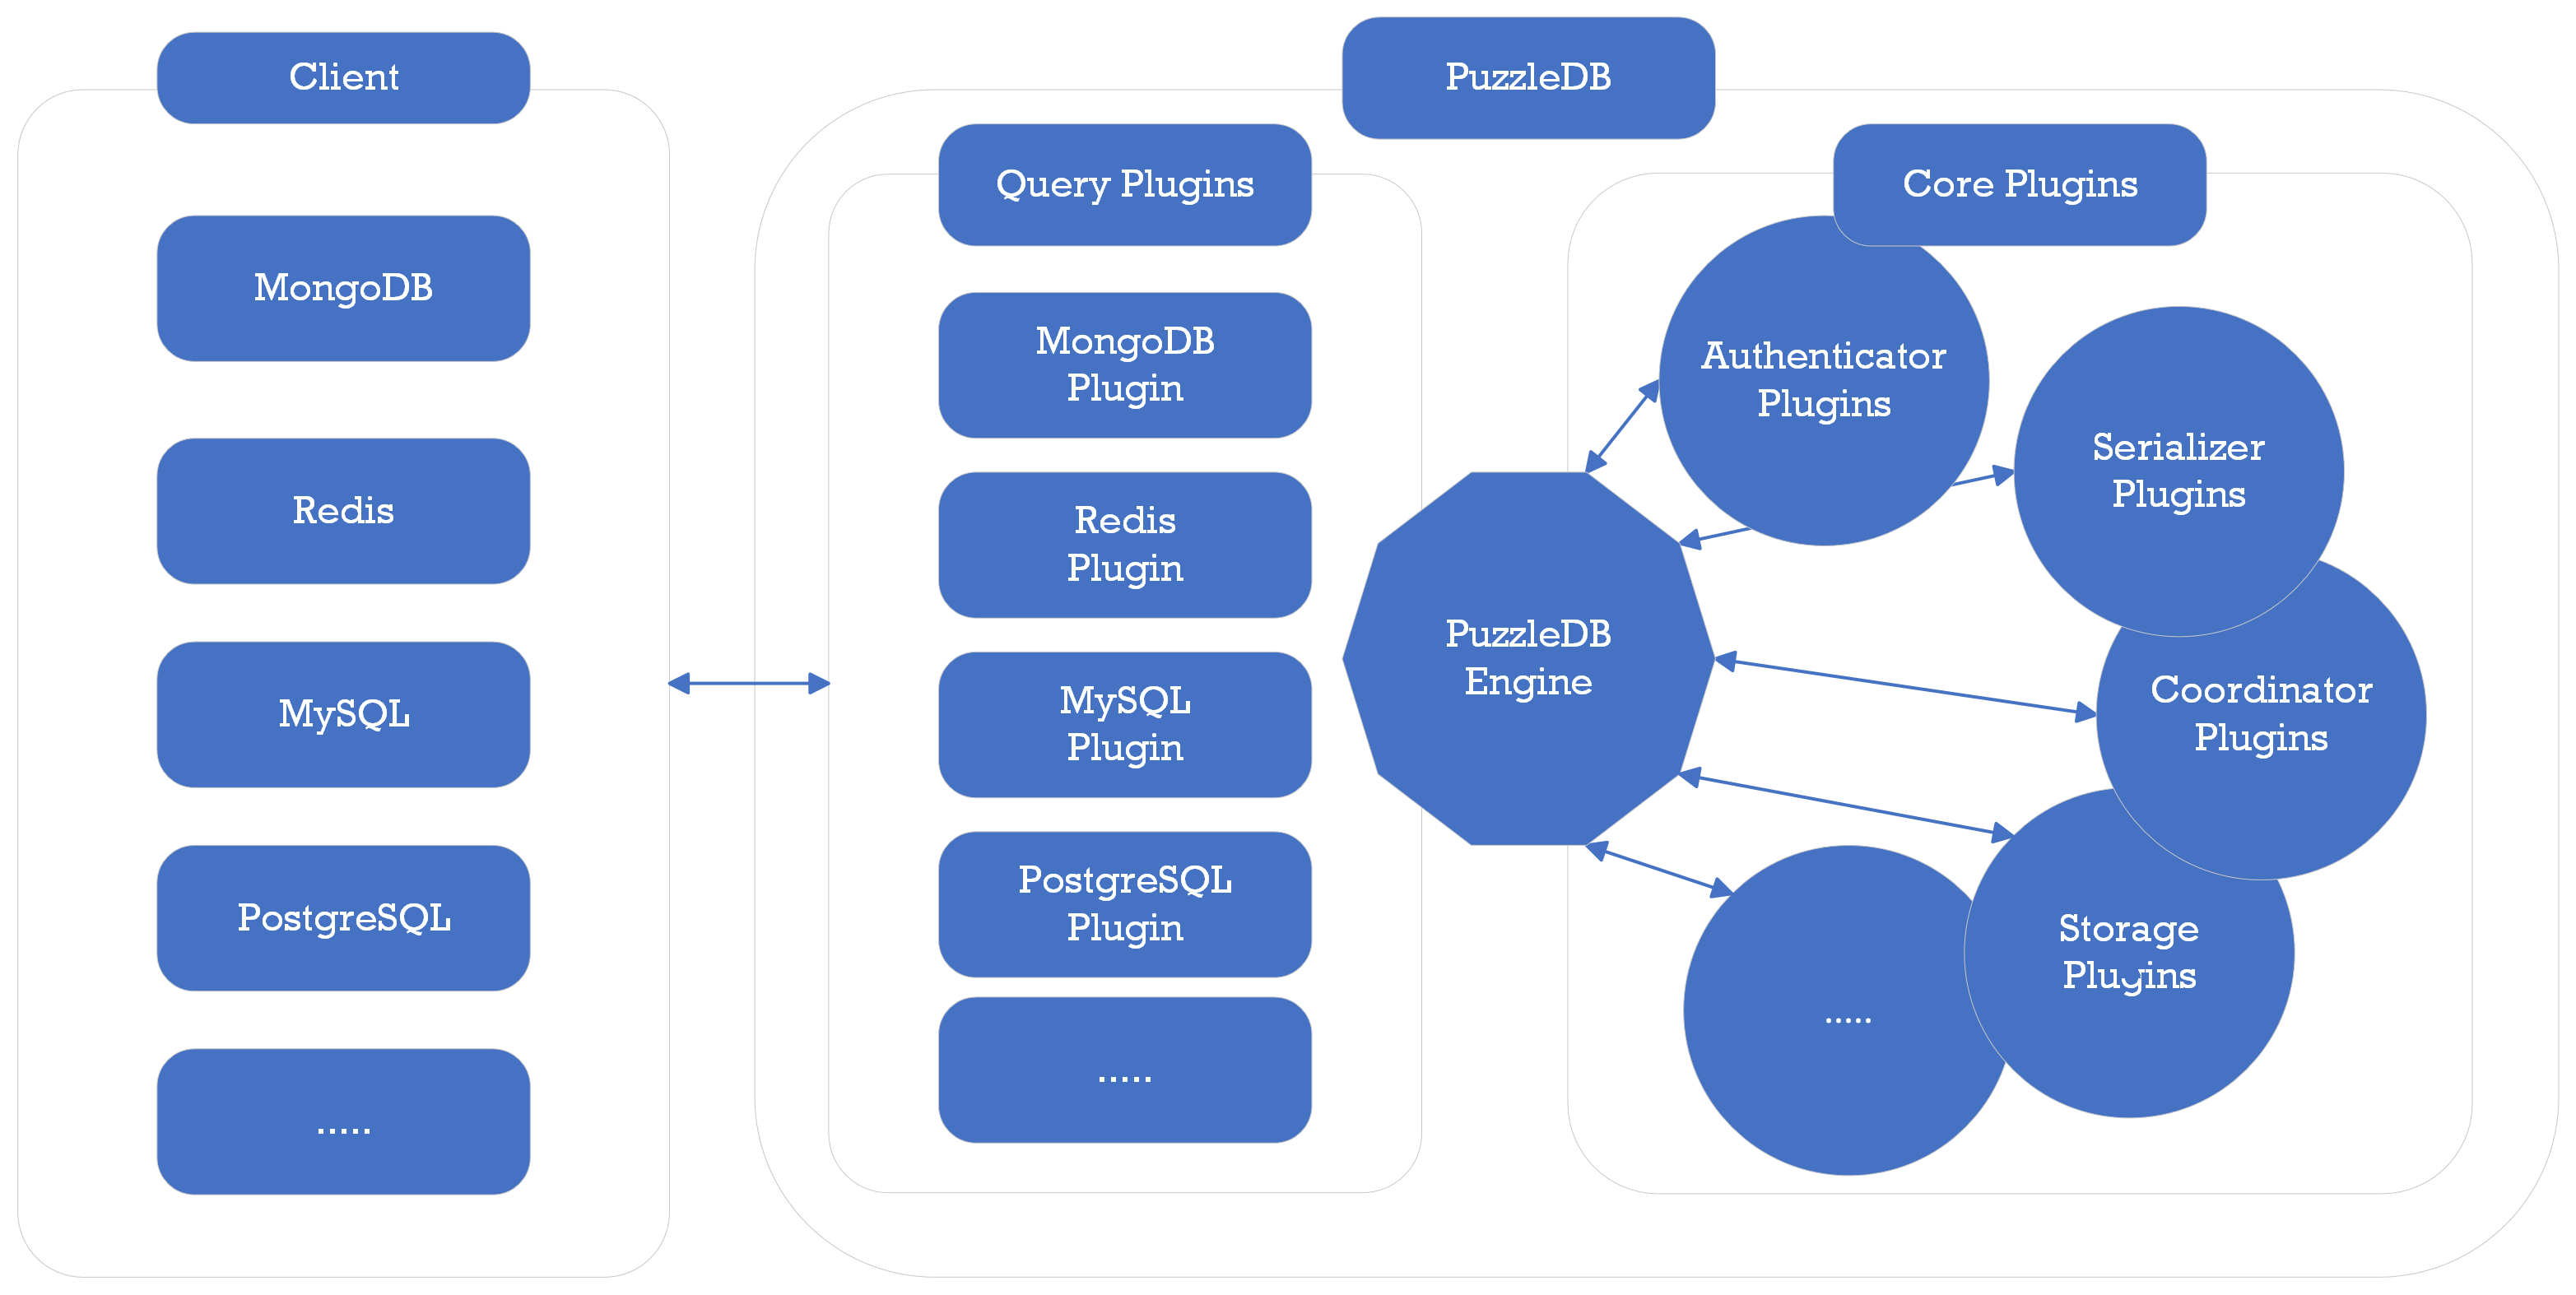 Client
MongoDB
Redis
MySQL
PostgreSQL
.....
PuzzleDB
Query Plugins
MongoDB
Plugin
Redis
Plugin
MySQL
Plugin
PostgreSQL
Plugin
.....
PuzzleDB
Engine
Core Plugins
Authenticator
Plugins
Serializer
Plugins
Coordinator
Plugins
Storage
Plugins
.....